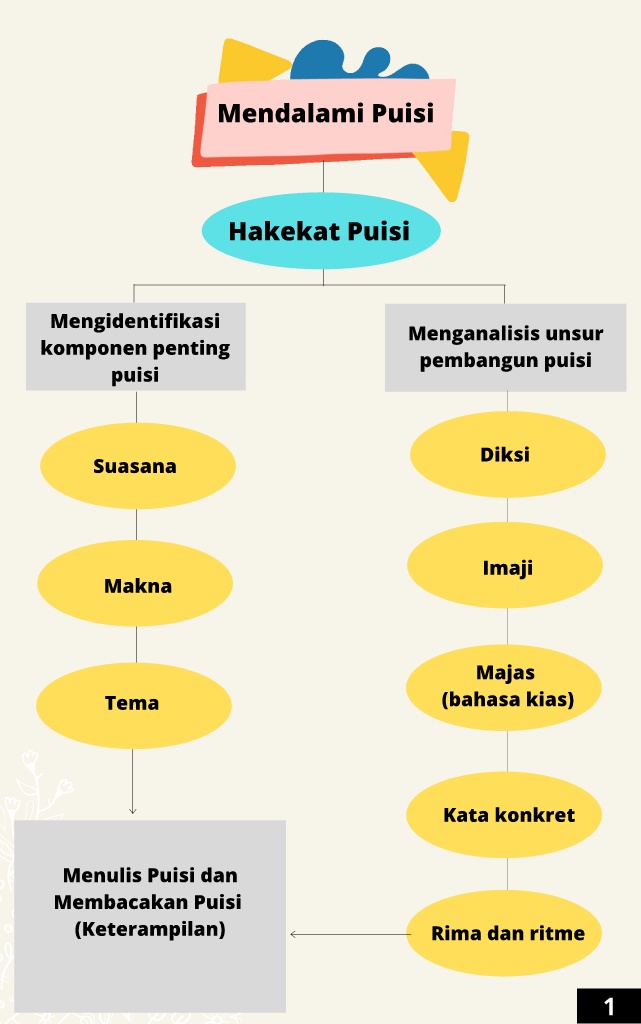 Mendalami Puisi
Hakekat Puisi
Mengidentifikasi
komponen penting
puisi
Suasana
Makna
Tema
Menganalisis unsur
pembangun puisi
Diksi
Imaji
Majas
(bahasa kias)
Kata konkret
Rima dan ritme
Menulis Puisi dan
Membacakan Puisi
(Keterampilan)
1